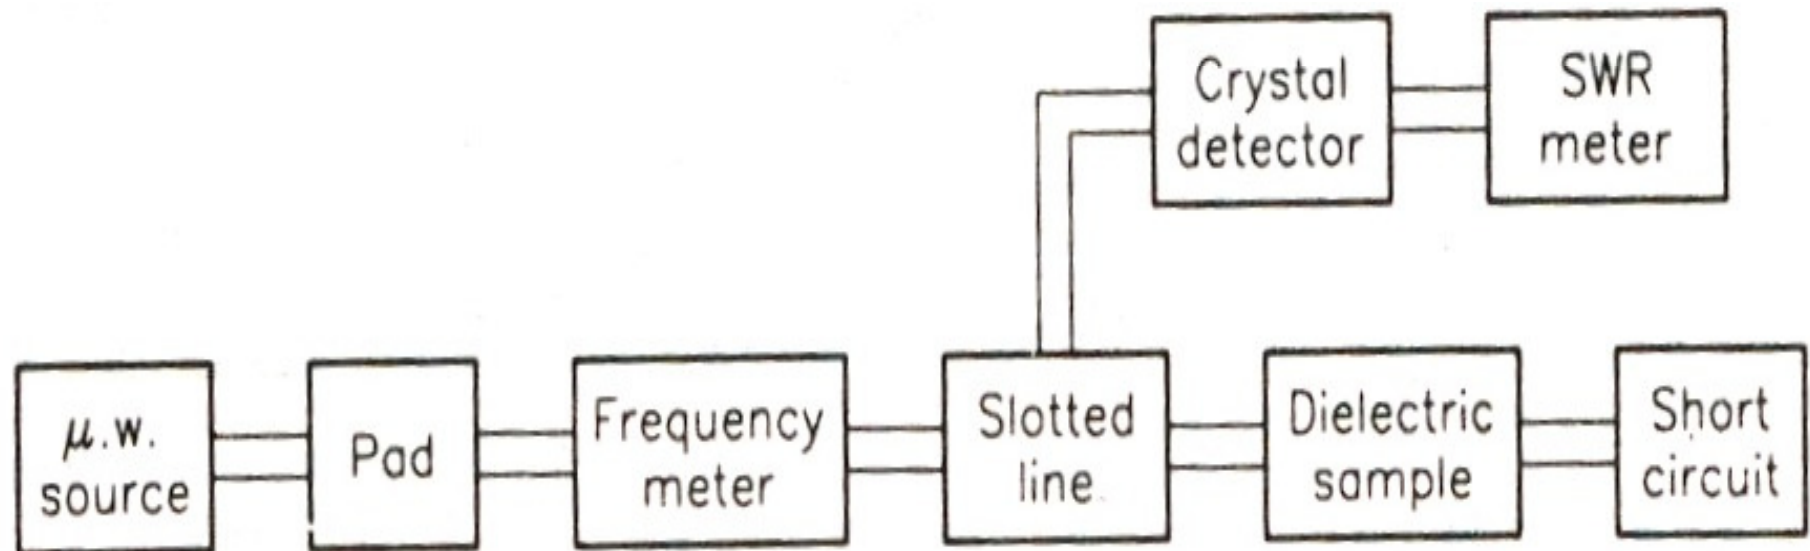 Crystal
detector
SWR
meter
μ.w.
source
Pad
Frequency
meter
Slotted
line
Dielectric
sample
Short
circuit